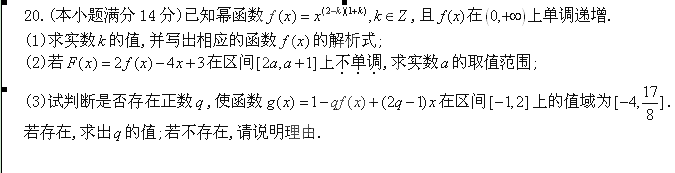 20. (本小题满分14分)已知幂函数 f(x) = x^{(2-k)(1+k)}, k∈Z, 且 f(x)在(0,+∞)上单调递增.
(1)求实数k的值,并写出相应的函数 f(x)的解析式;
(2)若F(x)=2f(x)-4x+3在区间[2a,a+1]上不单调,求实数a的取值范围;
(3)试判断是否存在正数q,使函数g(x)=1-qf(x)+(2q-1)x在区间[-1,2]上的值域为[-4,17/8].
若存在,求出q的值;若不存在,请说明理由.